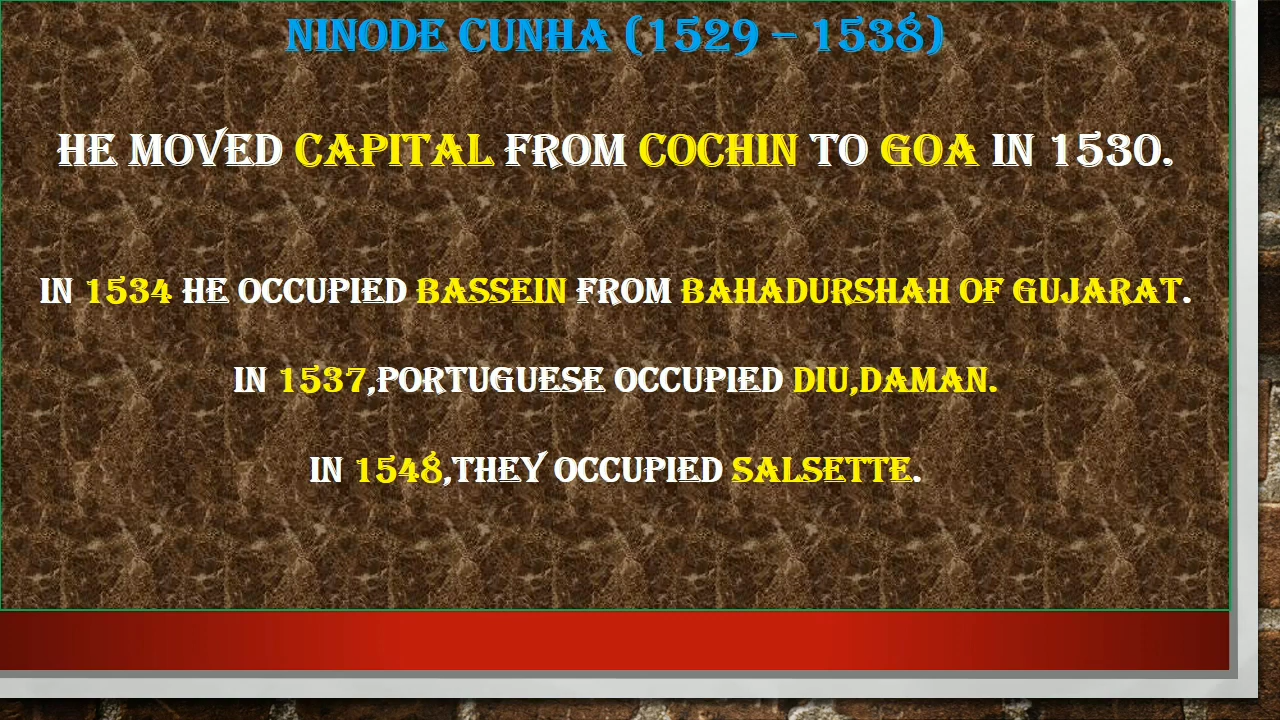 NINODE CUNHA (1529 – 1538)
HE MOVED CAPITAL FROM COCHIN TO GOA IN 1530.
IN 1534 HE OCCUPIED BASSEIN FROM BAHADURSHAH OF GUJARAT.
IN 1537,PORTUGUESE OCCUPIED DIU,DAMAN.
IN 1548,THEY OCCUPIED SALSETTE.